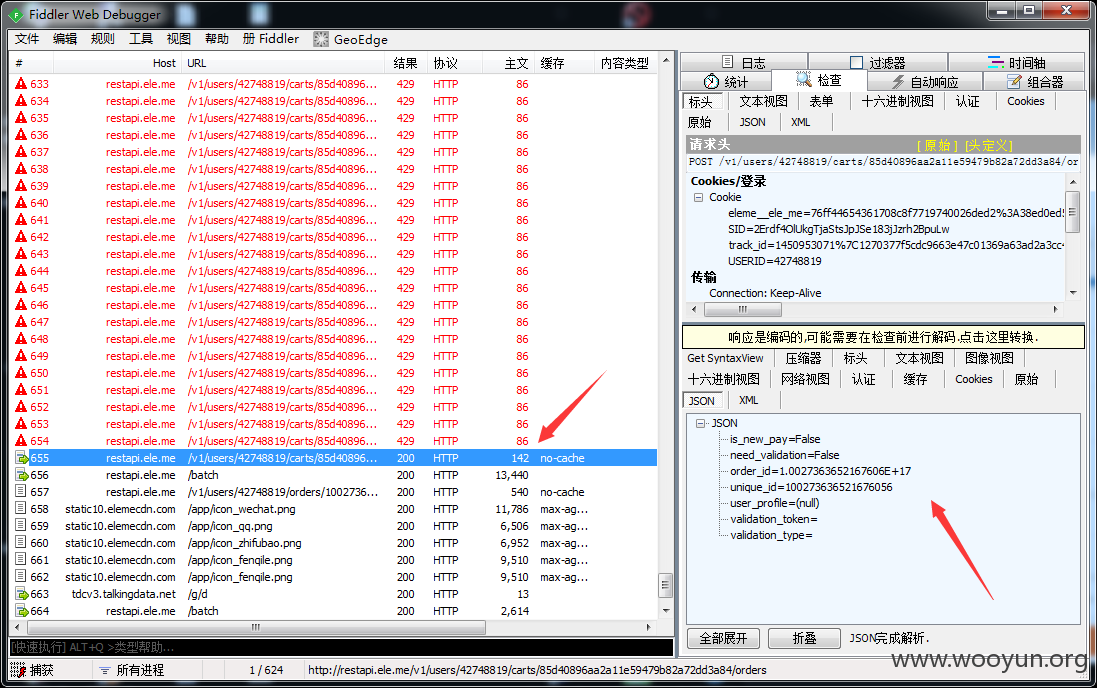 Fiddler Web Debugger
文件 编辑 规则 工具 视图 帮助 册 Fiddler GeoEdge
# Host URL 结果 协议 主文 缓存 内容类型
633 restapi.ele.me /v1/users/42748819/carts/85d40896... 429 HTTP 86
634 restapi.ele.me /v1/users/42748819/carts/85d40896... 429 HTTP 86
635 restapi.ele.me /v1/users/42748819/carts/85d40896... 429 HTTP 86
636 restapi.ele.me /v1/users/42748819/carts/85d40896... 429 HTTP 86
637 restapi.ele.me /v1/users/42748819/carts/85d40896... 429 HTTP 86
638 restapi.ele.me /v1/users/42748819/carts/85d40896... 429 HTTP 86
639 restapi.ele.me /v1/users/42748819/carts/85d40896... 429 HTTP 86
640 restapi.ele.me /v1/users/42748819/carts/85d40896... 429 HTTP 86
641 restapi.ele.me /v1/users/42748819/carts/85d40896... 429 HTTP 86
642 restapi.ele.me /v1/users/42748819/carts/85d40896... 429 HTTP 86
643 restapi.ele.me /v1/users/42748819/carts/85d40896... 429 HTTP 86
644 restapi.ele.me /v1/users/42748819/carts/85d40896... 429 HTTP 86
645 restapi.ele.me /v1/users/42748819/carts/85d40896... 429 HTTP 86
646 restapi.ele.me /v1/users/42748819/carts/85d40896... 429 HTTP 86
647 restapi.ele.me /v1/users/42748819/carts/85d40896... 429 HTTP 86
648 restapi.ele.me /v1/users/42748819/carts/85d40896... 429 HTTP 86
649 restapi.ele.me /v1/users/42748819/carts/85d40896... 429 HTTP 86
650 restapi.ele.me /v1/users/42748819/carts/85d40896... 429 HTTP 86
651 restapi.ele.me /v1/users/42748819/carts/85d40896... 429 HTTP 86
652 restapi.ele.me /v1/users/42748819/carts/85d40896... 429 HTTP 86
653 restapi.ele.me /v1/users/42748819/carts/85d40896... 429 HTTP 86
654 restapi.ele.me /v1/users/42748819/carts/85d40896... 429 HTTP 86
655 restapi.ele.me /v1/users/42748819/carts/85d40896... 200 HTTP 142 no-cache
656 restapi.ele.me /batch 200 HTTP 13,440
657 restapi.ele.me /v1/users/42748819/orders/1002736... 200 HTTP 540 no-cache
658 static10.elemecdn.com /app/icon_wechat.png 200 HTTP 11,786 max-ag...
659 static10.elemecdn.com /app/icon_qq.png 200 HTTP 6,506 max-ag...
660 static10.elemecdn.com /app/icon_zhifubao.png 200 HTTP 6,952 max-ag...
661 static10.elemecdn.com /app/icon_fenqile.png 200 HTTP 9,510 max-ag...
662 static10.elemecdn.com /app/icon_fenqile.png 200 HTTP 9,510 max-ag...
663 tdcv3.talkingdata.net /g/d 200 HTTP 13
664 restapi.ele.me /batch 200 HTTP 2,614
[快速执行] ALT+Q >类型帮助...
捕获 所有进程 1 / 624 http://restapi.ele.me/v1/users/42748819/carts/85d40896aa2a11e59479b82a72dd3a84/orders
日志 过滤器 时间轴
统计 检查 自动响应 组合器
标头 文本视图 表单 十六进制视图 认证 Cookies
原始 JSON XML
请求头 [ 原始 ] [头定义]
POST /v1/users/42748819/carts/85d40896aa2a11e59479b82a72dd3a84/or
Cookies/登录
Cookie
eleme__ele_me=76ff44654361708c8f7719740026ded2%3A38ed0ed5
SID=2Erdf4OlUkgTjaStsJpJSe183jJzrh2BpuLw
track_id=1450953071%7C1270377f5cdc9663e47c01369a63ad2a3cc4
USERID=42748819
传输
Connection: Keep-Alive
响应是编码的,可能需要在检查前进行解码.点击这里转换.
Get SyntaxView 压缩器 标头 文本视图 图像视图
十六进制视图 网络视图 认证 缓存 Cookies 原始
JSON XML
JSON
is_new_pay=False
need_validation=False
order_id=1.0027363652167606E+17
unique_id=100273636521676056
user_profile=(null)
validation_token=
validation_type=
全部展开 折叠 JSON完成解析.
www.wooyun.org